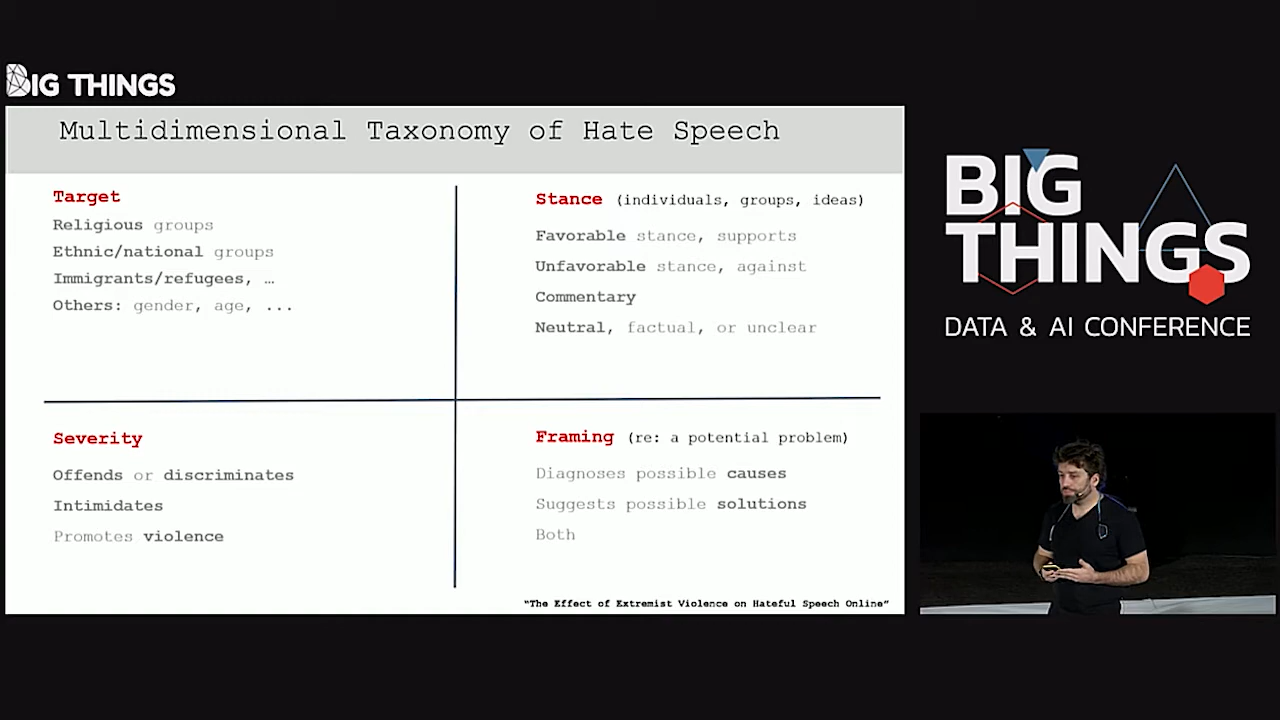 BIG THINGS
Multidimensional Taxonomy of Hate Speech
Target
Religious groups
Ethnic/national groups
Immigrants/refugees, …
Others: gender, age, ...
Stance (individuals, groups, ideas)
Favorable stance, supports
Unfavorable stance, against
Commentary
Neutral, factual, or unclear
Severity
Offends or discriminates
Intimidates
Promotes violence
Framing (re: a potential problem)
Diagnoses possible causes
Suggests possible solutions
Both
“The Effect of Extremist Violence on Hateful Speech Online”
BIG
THINGS
DATA & AI CONFERENCE